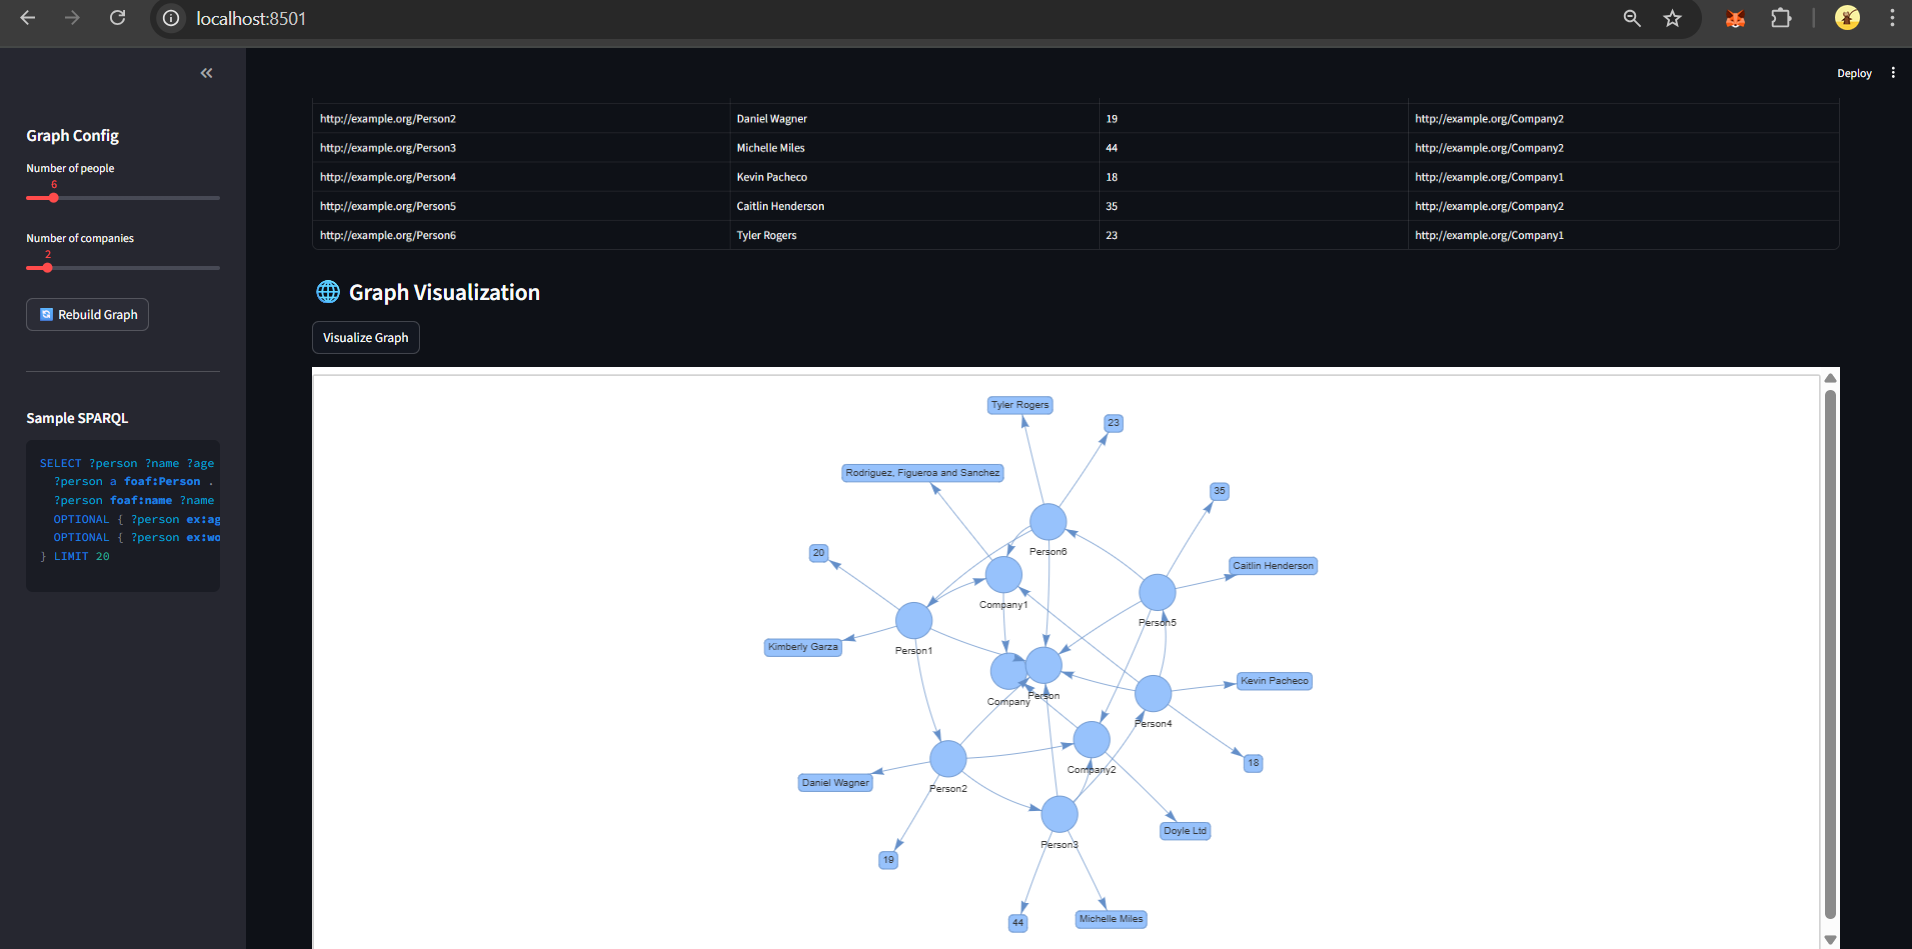 localhost:8501
Deploy
Graph Config
Number of people
6
Number of companies
2
Rebuild Graph
Sample SPARQL
SELECT ?person ?name ?age
?person a foaf:Person .
?person foaf:name ?name
OPTIONAL { ?person ex:ag
OPTIONAL { ?person ex:wo
} LIMIT 20
http://example.org/Person2 Daniel Wagner 19 http://example.org/Company2
http://example.org/Person3 Michelle Miles 44 http://example.org/Company2
http://example.org/Person4 Kevin Pacheco 18 http://example.org/Company1
http://example.org/Person5 Caitlin Henderson 35 http://example.org/Company2
http://example.org/Person6 Tyler Rogers 23 http://example.org/Company1
Graph Visualization
Visualize Graph
Tyler Rogers
23
Rodriguez, Figueroa and Sanchez
35
Person6
20
Caitlin Henderson
Company1
Person5
Kimberly Garza
Person1
Kevin Pacheco
Person
Company
Person4
18
Company2
Daniel Wagner
Person2
Doyle Ltd
Person3
19
44
Michelle Miles